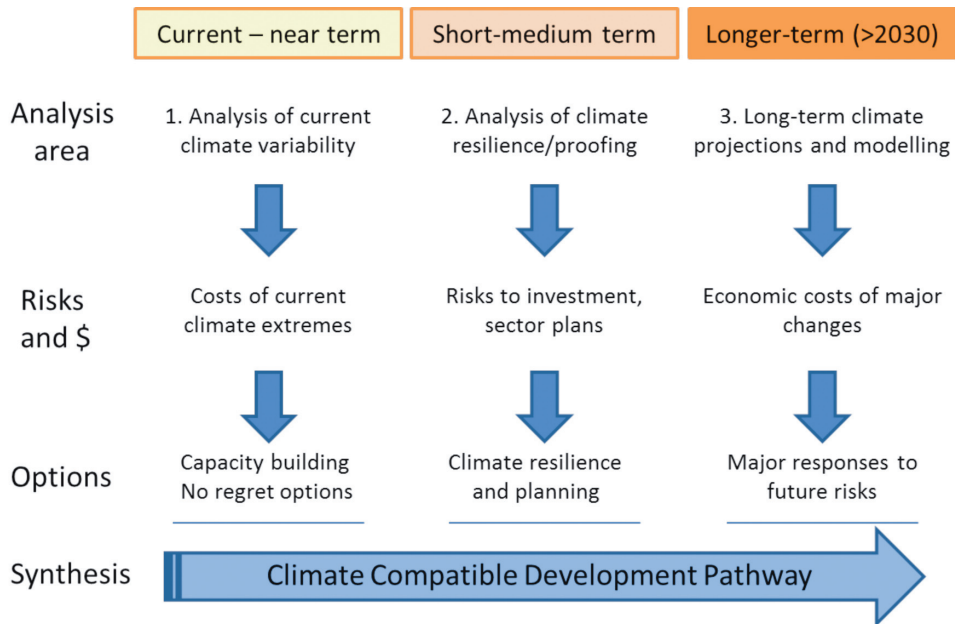 Current – near term
Short-medium term
Longer-term (>2030)
Analysis
area
1. Analysis of current
climate variability
2. Analysis of climate
resilience/proofing
3. Long-term climate
projections and modelling
Risks
and $
Costs of current
climate extremes
Risks to investment,
sector plans
Economic costs of major
changes
Options
Capacity building
No regret options
Climate resilience
and planning
Major responses to
future risks
Synthesis
Climate Compatible Development Pathway